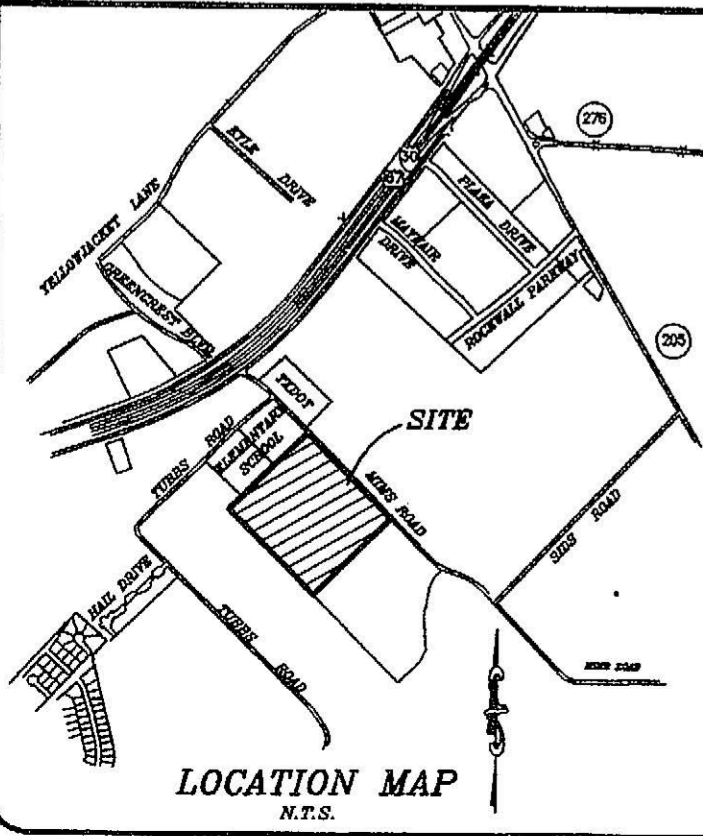 276
KYLE DRIVE
30
67
PLAZA DRIVE
YELLOWJACKET LANE
MAYFAIR
DRIVE
GREENCREST BLVD
ROCKWALL PARKWAY
205
TXDOT
SITE
TUBBS ROAD
ELEMENTARY
SCHOOL
MIMS ROAD
SIDS ROAD
HAIL DRIVE
TUBBS ROAD
LOCATION MAP
N.T.S.